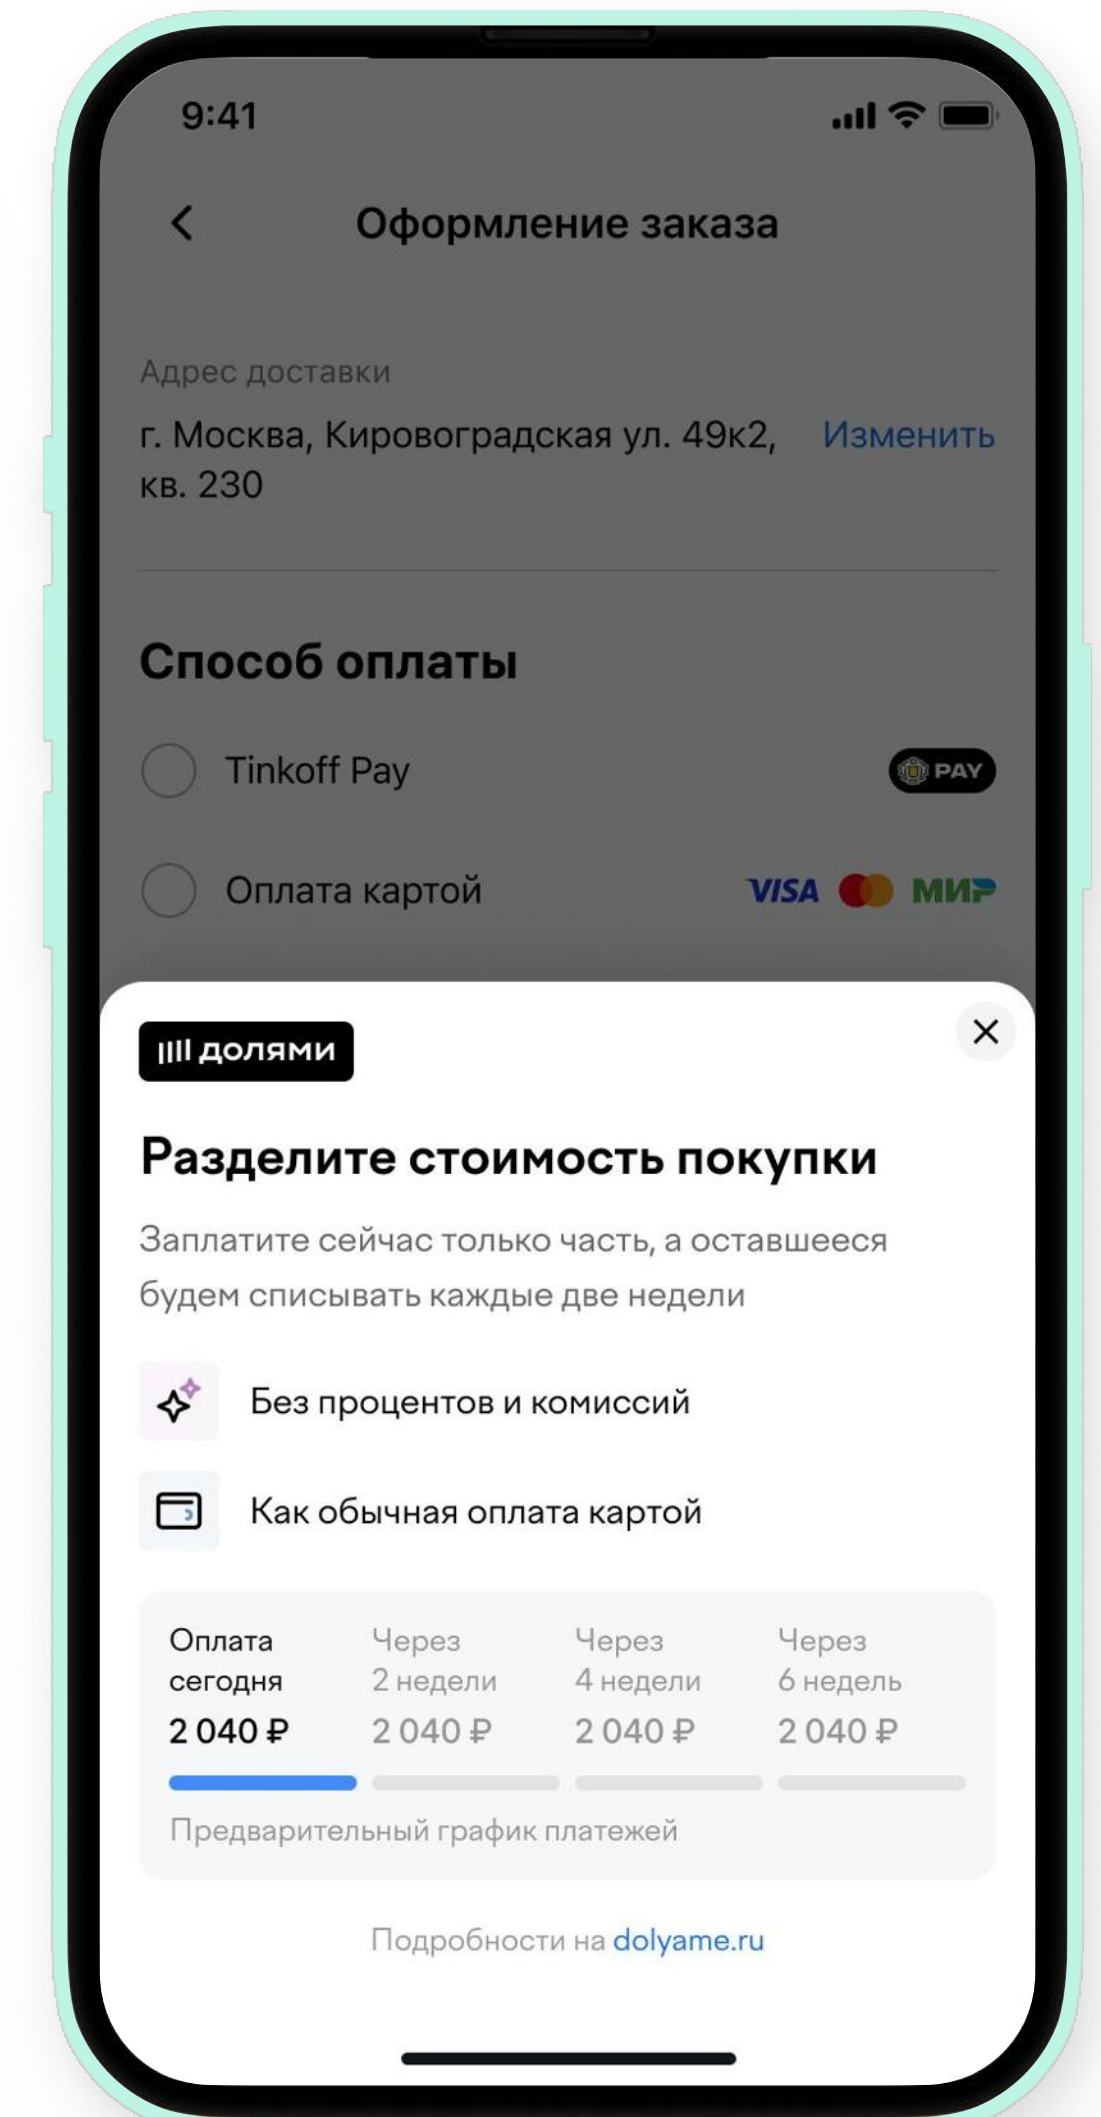 9:41
Оформление заказа
Адрес доставки
г. Москва, Кировоградская ул. 49к2, Изменить
кв. 230
Способ оплаты
Tinkoff Pay PAY
Оплата картой VISA МИР
долями
Разделите стоимость покупки
Заплатите сейчас только часть, а оставшееся
будем списывать каждые две недели
Без процентов и комиссий
Как обычная оплата картой
Оплата
сегодня
2 040 ₽
Через
2 недели
2 040 ₽
Через
4 недели
2 040 ₽
Через
6 недель
2 040 ₽
Предварительный график платежей
Подробности на dolyame.ru